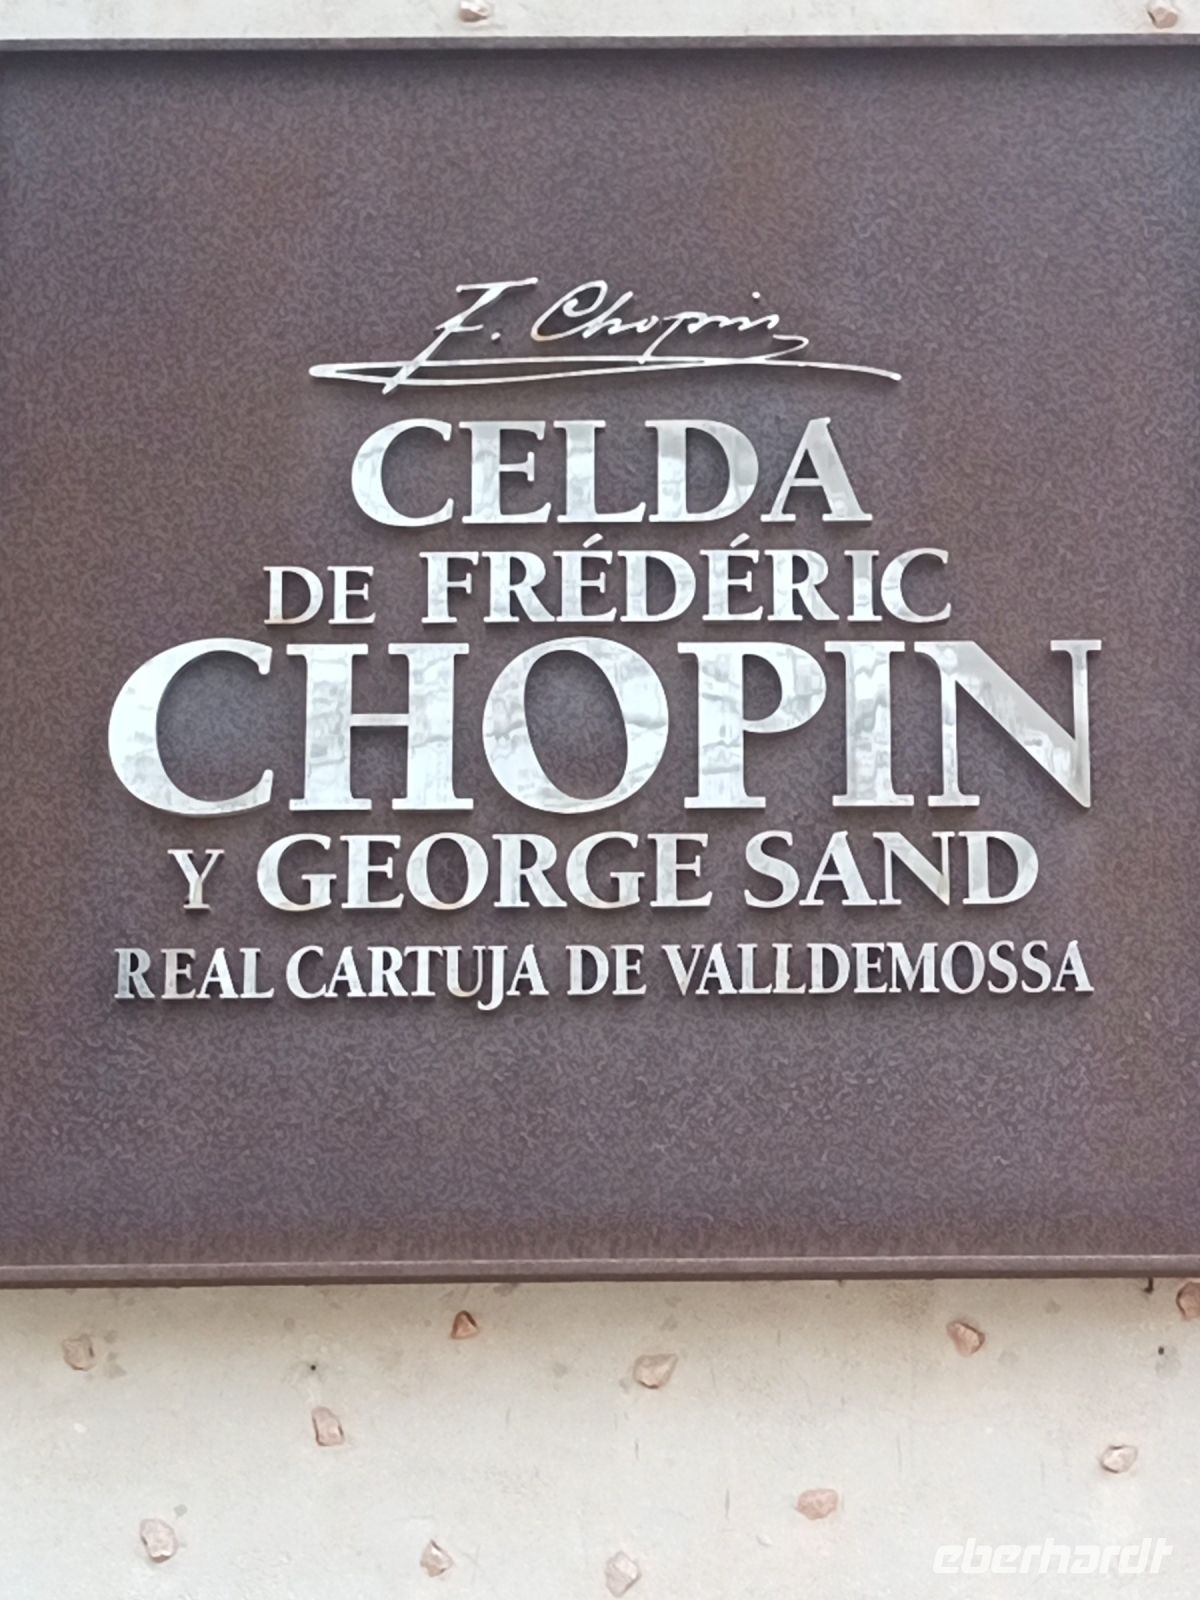 F. Chopin
CELDA
DE FRÉDÉRIC
CHOPIN
Y GEORGE SAND
REAL CARTUJA DE VALLDEMOSSA
eberhardt